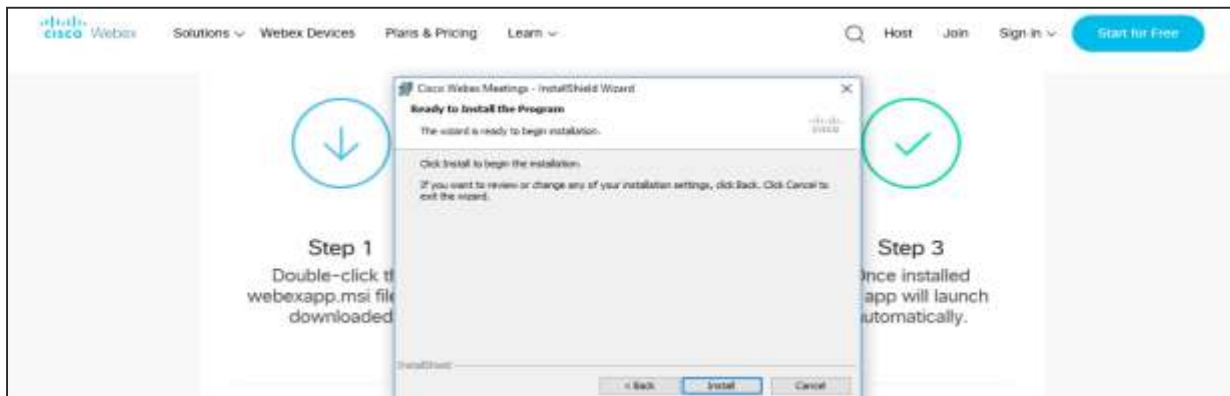 cisco Webex Solutions Webex Devices Plans & Pricing Learn Host Join Sign in Start for Free
Cisco Webex Meetings - InstallShield Wizard
Ready to Install the Program
The wizard is ready to begin installation.
cisco
Click Install to begin the installation.
If you want to review or change any of your installation settings, click Back. Click Cancel to
exit the wizard.
Step 1
Double-click
webexapp.msi
downloaded
Step 3
installed
app will launch
InstallShield
< Back Install Cancel